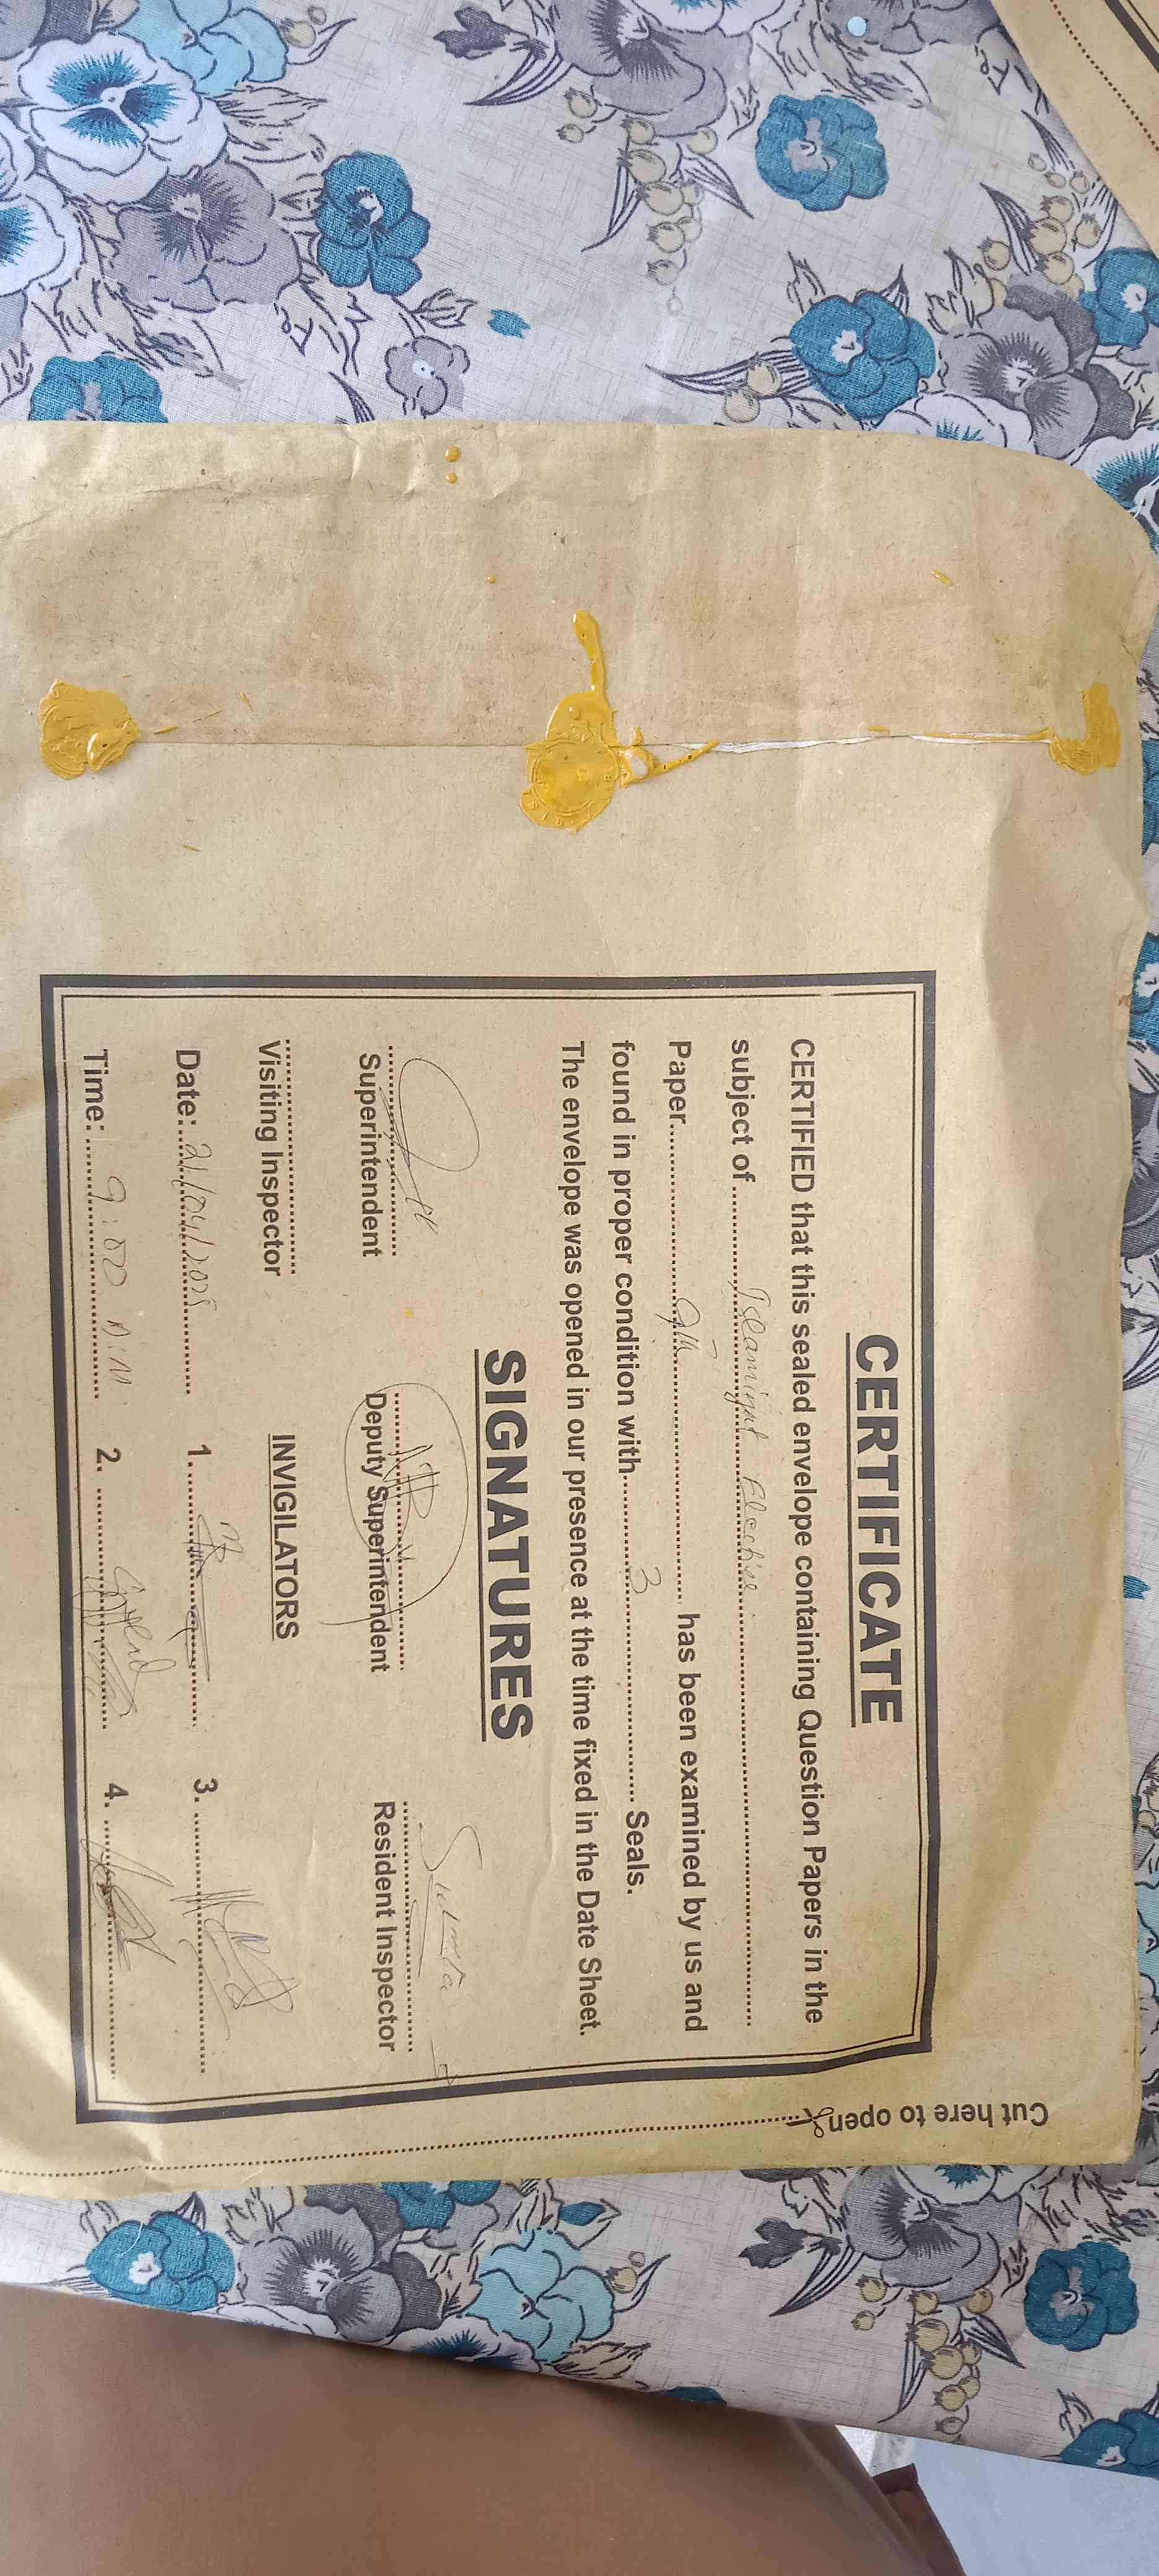 CERTIFICATE
CERTIFIED that this sealed envelope containing Question Papers in the
subject of Islamiyat Elective
Paper 9th has been examined by us and
found in proper condition with 3 Seals.
The envelope was opened in our presence at the time fixed in the Date Sheet.
SIGNATURES
Superintendent Deputy Superintendent Resident Inspector
Visiting Inspector
INVIGILATORS
Date: 21/04/2025 1. 3.
Time: 9:00 A.M. 2. 4.
Cut here to open